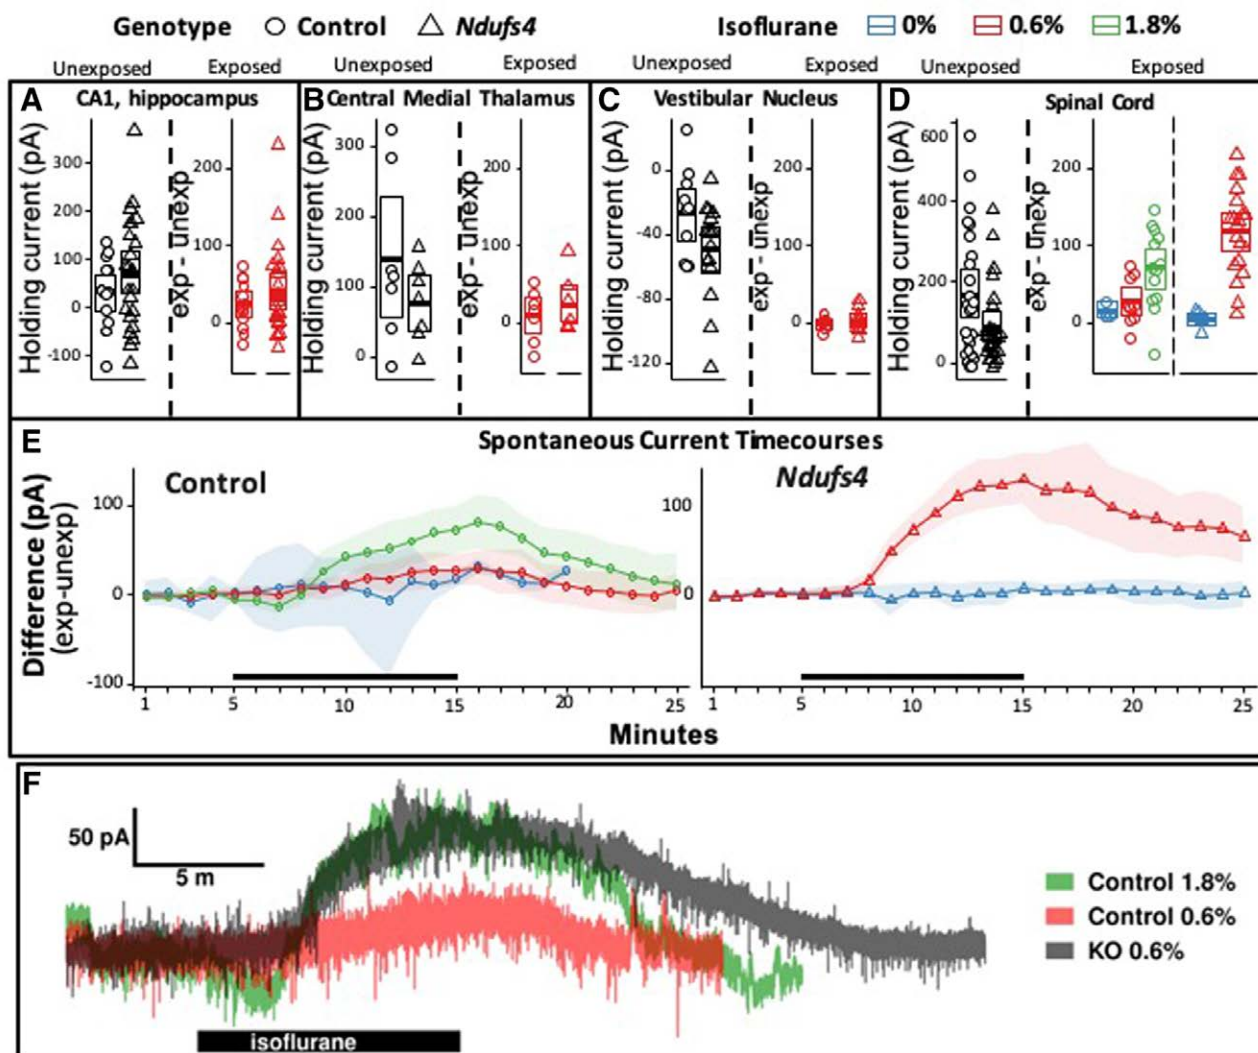 Genotype Control Ndufs4 Isoflurane 0% 0.6% 1.8%
Unexposed Exposed Unexposed Exposed Unexposed Exposed Unexposed Exposed
A CA1, hippocampus
Holding current (pA)
300
200
100
0
-100
exp - unexp
200
100
0
B Central Medial Thalamus
Holding current (pA)
300
200
100
0
exp - unexp
200
100
0
C Vestibular Nucleus
Holding current (pA)
0
-40
-80
-120
exp - unexp
200
100
0
D Spinal Cord
Holding current (pA)
600
400
200
0
exp - unexp
200
100
0
E Spontaneous Current Timecourses
Difference (pA)
(exp-unexp)
Control
100
0
-100
1 5 10 15 20 25
Ndufs4
100
0
1 5 10 15 20 25
Minutes
F
50 pA
5 m
Control 1.8%
Control 0.6%
KO 0.6%
isoflurane